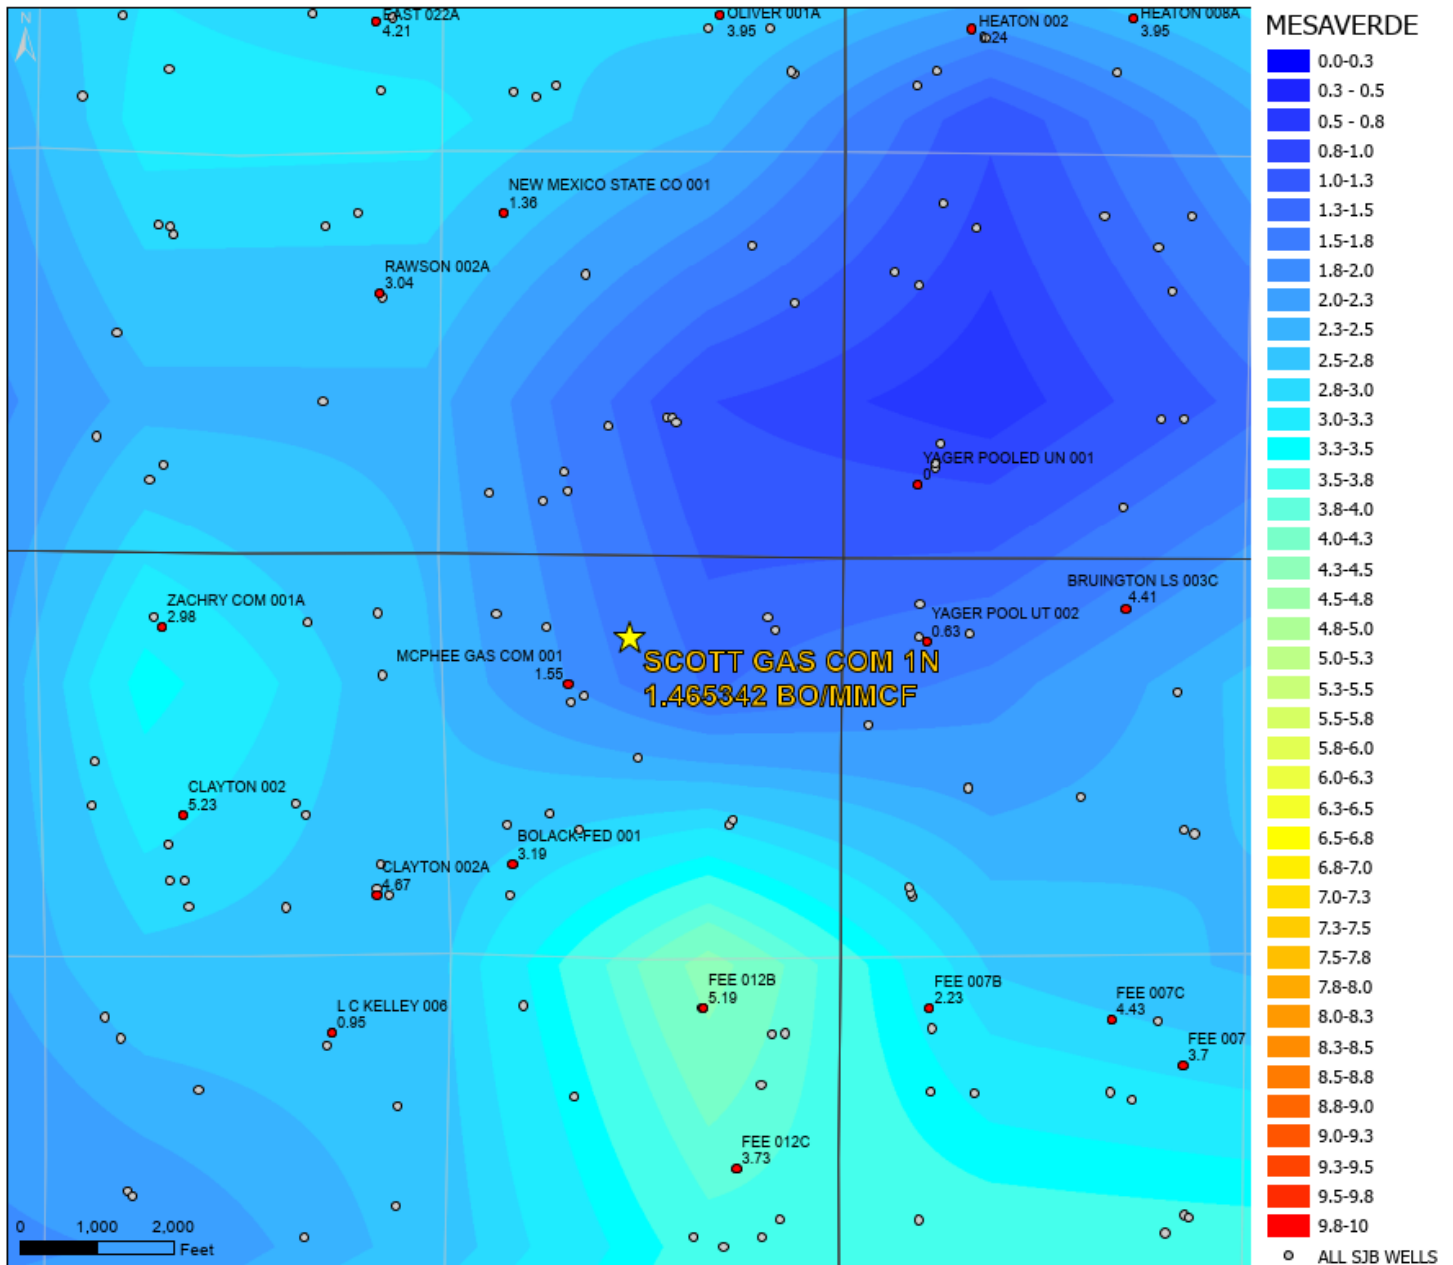 N
EAST 022A
4.21
OLIVER 001A
3.95
HEATON 002
HEATON 008A
3.95
NEW MEXICO STATE CO 001
1.36
RAWSON 002A
3.04
YAGER POOLED UN 001
0
BRUINGTON LS 003C
4.41
ZACHRY COM 001A
2.98
YAGER POOL UT 002
0.63
MCPHEE GAS COM 001
1.55
SCOTT GAS COM 1N
1.465342 BO/MMCF
CLAYTON 002
5.23
BOLACK-FED 001
3.19
CLAYTON 002A
4.67
FEE 012B
5.19
FEE 007B
2.23
FEE 007C
4.43
L C KELLEY 006
0.95
FEE 007
3.7
FEE 012C
3.73
0 1,000 2,000
Feet
MESAVERDE
0.0-0.3
0.3 - 0.5
0.5 - 0.8
0.8-1.0
1.0-1.3
1.3-1.5
1.5-1.8
1.8-2.0
2.0-2.3
2.3-2.5
2.5-2.8
2.8-3.0
3.0-3.3
3.3-3.5
3.5-3.8
3.8-4.0
4.0-4.3
4.3-4.5
4.5-4.8
4.8-5.0
5.0-5.3
5.3-5.5
5.5-5.8
5.8-6.0
6.0-6.3
6.3-6.5
6.5-6.8
6.8-7.0
7.0-7.3
7.3-7.5
7.5-7.8
7.8-8.0
8.0-8.3
8.3-8.5
8.5-8.8
8.8-9.0
9.0-9.3
9.3-9.5
9.5-9.8
9.8-10
ALL SJB WELLS